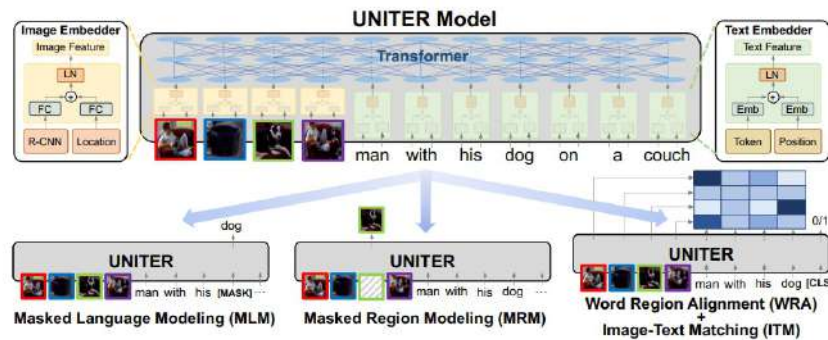 UNITER Model
Image Embedder
Image Feature
LN
+
FC
FC
R-CNN
Location
Transformer
man with his dog on a couch
Text Embedder
Text Feature
LN
+
Emb
Emb
Token
Position
dog
UNITER
man with his [MASK] ...
Masked Language Modeling (MLM)
UNITER
man with his dog ...
Masked Region Modeling (MRM)
0/1
UNITER
man with his dog [CLS
Word Region Alignment (WRA)
+
Image-Text Matching (ITM)